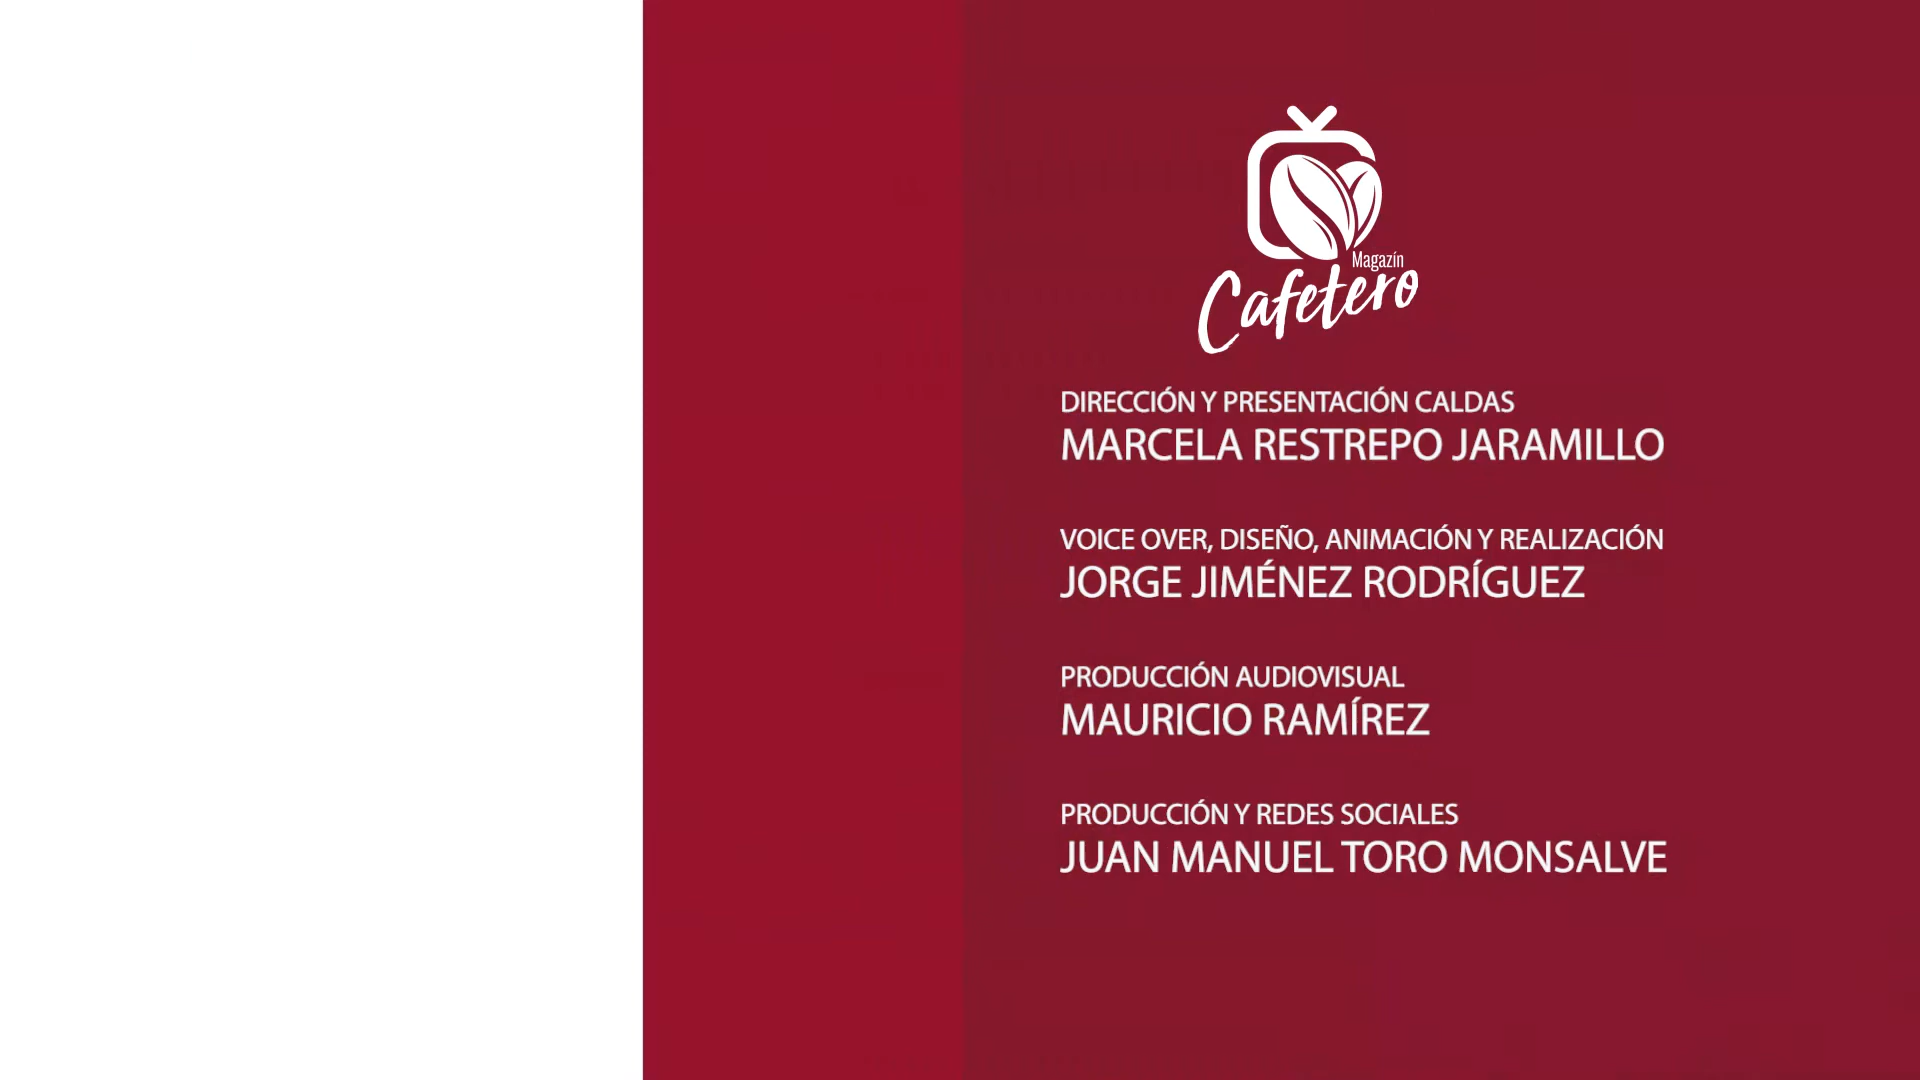 Magazín
Cafetero
DIRECCIÓN Y PRESENTACIÓN CALDAS
MARCELA RESTREPO JARAMILLO
VOICE OVER, DISEÑO, ANIMACIÓN Y REALIZACIÓN
JORGE JIMÉNEZ RODRÍGUEZ
PRODUCCIÓN AUDIOVISUAL
MAURICIO RAMÍREZ
PRODUCCIÓN Y REDES SOCIALES
JUAN MANUEL TORO MONSALVE